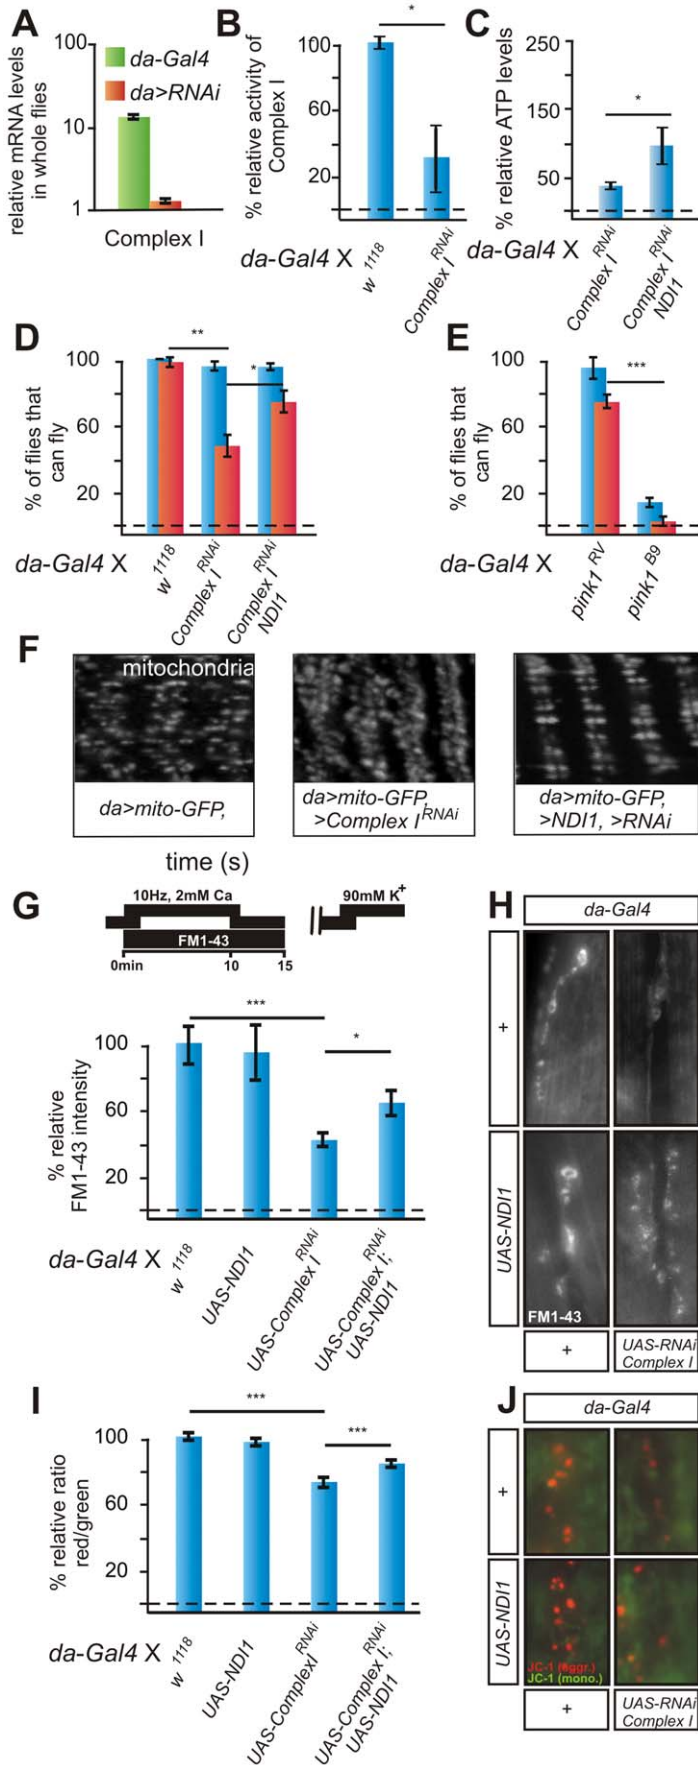 A
relative mRNA levels
in whole flies
100
10
1
da-Gal4
da>RNAi
Complex I
B
% relative activity of
Complex I
100
60
20
*
da-Gal4 X
w 1118
Complex I RNAi
C
% relative ATP levels
250
150
50
*
Complex I RNAi
Complex I RNAi
NDI1
D
% of flies that
can fly
100
60
20
**
*
da-Gal4 X
w 1118
Complex I RNAi
Complex I RNAi
NDI1
E
% of flies that
can fly
100
60
20
***
da-Gal4 X
pink1 RV
pink1 B9
F
mitochondria
da>mito-GFP,
da>mito-GFP,
>Complex I RNAi
da>mito-GFP,
>NDI1, >RNAi
time (s)
G
10Hz, 2mM Ca
90mM K+
FM1-43
0min
10
15
% relative
FM1-43 intensity
100
60
20
***
*
da-Gal4 X
w 1118
UAS-NDI1
UAS-Complex I RNAi
UAS-Complex I RNAi;
UAS-NDI1
H
da-Gal4
+
UAS-NDI1
FM1-43
+
UAS-RNAi
Complex I
I
% relative ratio
red/green
100
60
20
***
***
da-Gal4 X
w 1118
UAS-NDI1
UAS-ComplexI RNAi
UAS-Complex I RNAi;
UAS-NDI1
J
da-Gal4
+
UAS-NDI1
JC-1 (aggr.)
JC-1 (mono.)
+
UAS-RNAi
Complex I